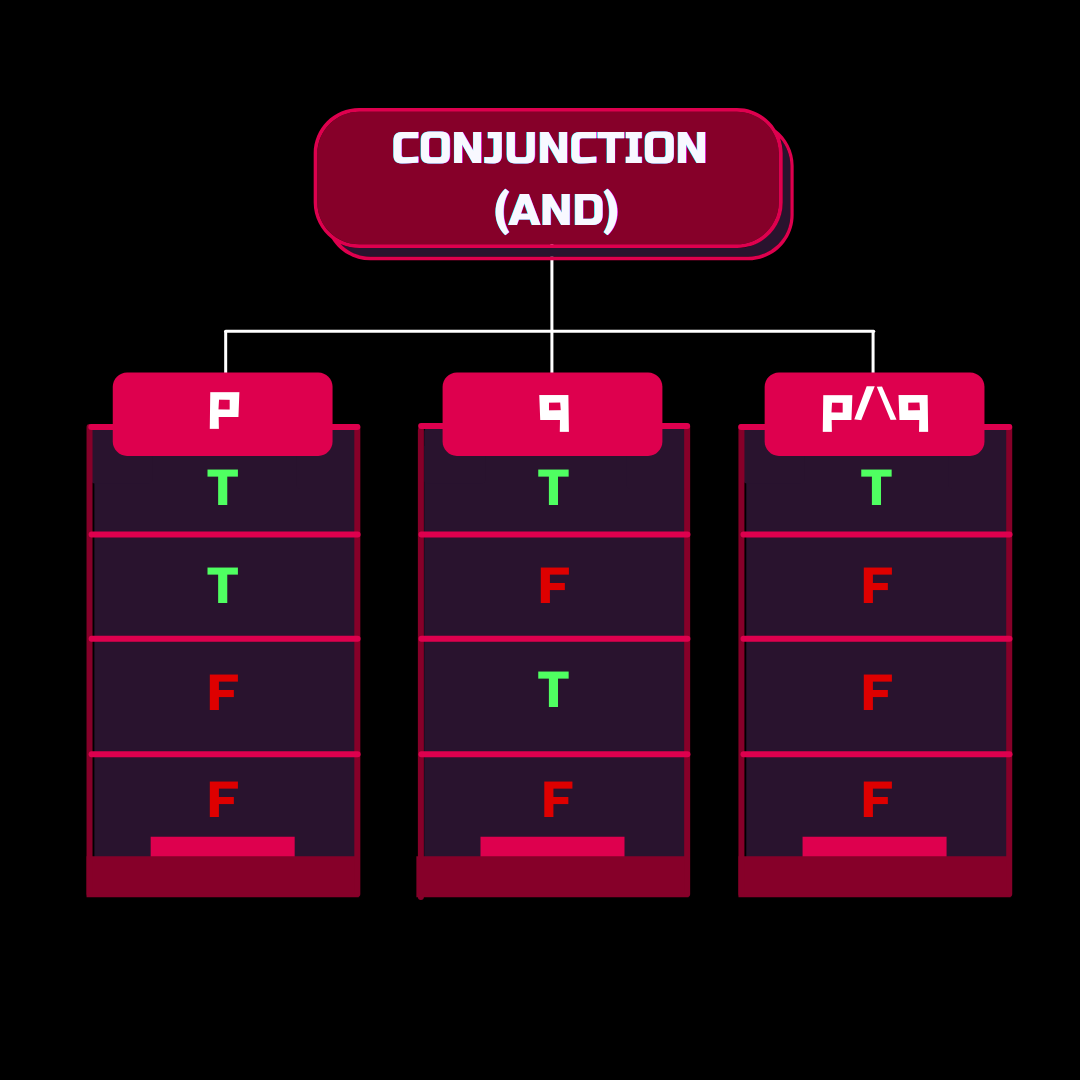 CONJUNCTION
(AND)
p q p/\q
T T T
T F F
F T F
F F F